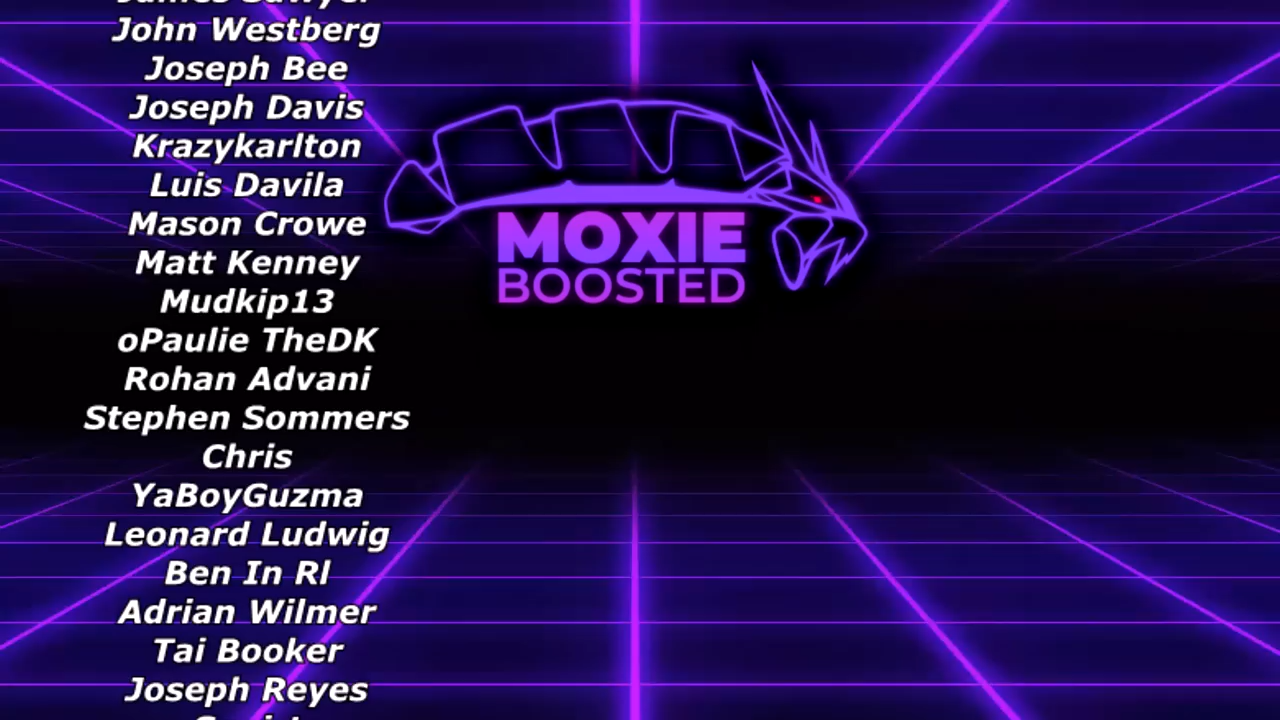 John Westberg
Joseph Bee
Joseph Davis
Krazykarlton
Luis Davila
Mason Crowe
Matt Kenney
Mudkip13
oPaulie TheDK
Rohan Advani
Stephen Sommers
Chris
YaBoyGuzma
Leonard Ludwig
Ben In Rl
Adrian Wilmer
Tai Booker
Joseph Reyes
MOXIE
BOOSTED